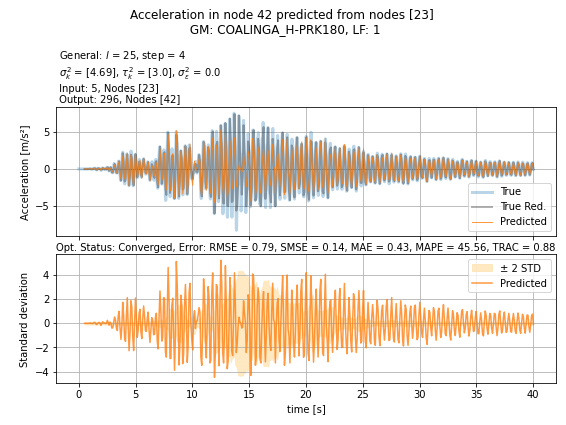 Acceleration in node 42 predicted from nodes [23]
GM: COALINGA_H-PRK180, LF: 1
General: l = 25, step = 4
σ²ₖ = [4.69], τ²ₖ = [3.0], σ²ε = 0.0
Input: 5, Nodes [23]
Output: 296, Nodes [42]
Acceleration [m/s²]
5
0
−5
True
True Red.
Predicted
Opt. Status: Converged, Error: RMSE = 0.79, SMSE = 0.14, MAE = 0.43, MAPE = 45.56, TRAC = 0.88
Standard deviation
4
2
0
−2
−4
± 2 STD
Predicted
0 5 10 15 20 25 30 35 40
time [s]